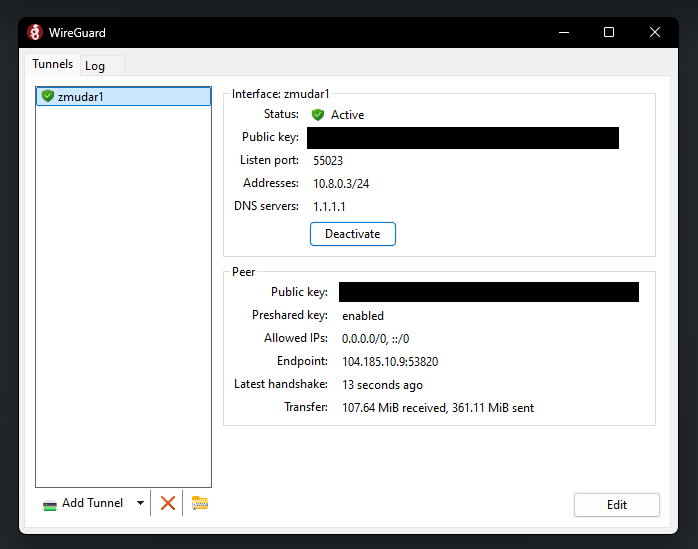 WireGuard
Tunnels
Log
zmudar1
Interface: zmudar1
Status: Active
Public key:
Listen port: 55023
Addresses: 10.8.0.3/24
DNS servers: 1.1.1.1
Deactivate
Peer
Public key:
Preshared key: enabled
Allowed IPs: 0.0.0.0/0, ::/0
Endpoint: 104.185.10.9:53820
Latest handshake: 13 seconds ago
Transfer: 107.64 MiB received, 361.11 MiB sent
Add Tunnel
Edit